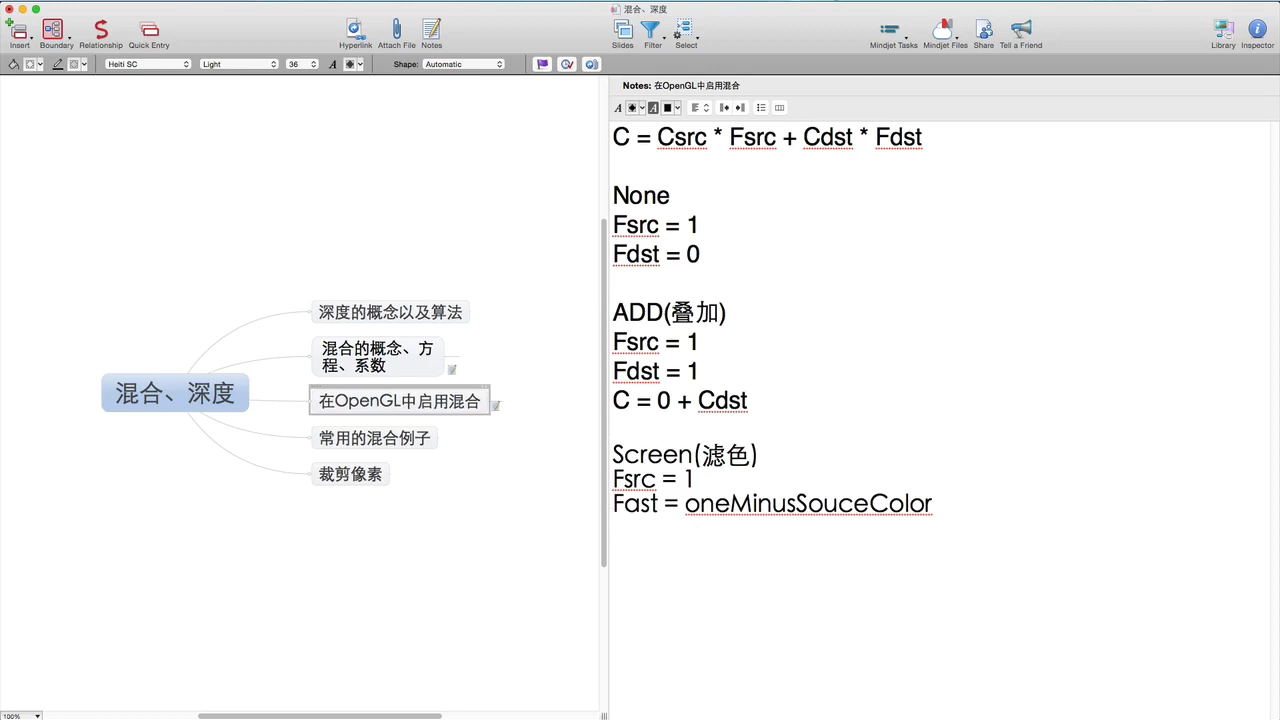 混合、深度
Insert
Boundary
Relationship
Quick Entry
Hyperlink
Attach File
Notes
Slides
Filter
Select
Mindjet Tasks
Mindjet Files
Share
Tell a Friend
Library
Inspector
Heiti SC
Light
36
A
Shape:
Automatic
Notes: 在OpenGL中启用混合
A
A
C = Csrc * Fsrc + Cdst * Fdst
None
Fsrc = 1
Fdst = 0
ADD(叠加)
Fsrc = 1
Fdst = 1
C = 0 + Cdst
Screen(滤色)
Fsrc = 1
Fast = oneMinusSouceColor
深度的概念以及算法
混合的概念、方
程、系数
混合、深度
在OpenGL中启用混合
常用的混合例子
裁剪像素
100%